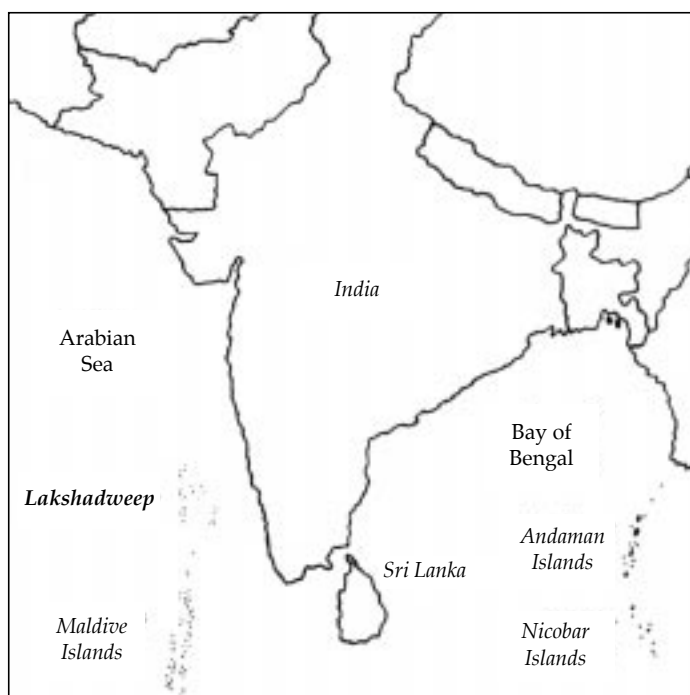 India
Arabian
Sea
Bay of
Bengal
Lakshadweep
Andaman
Islands
Sri Lanka
Maldive
Islands
Nicobar
Islands